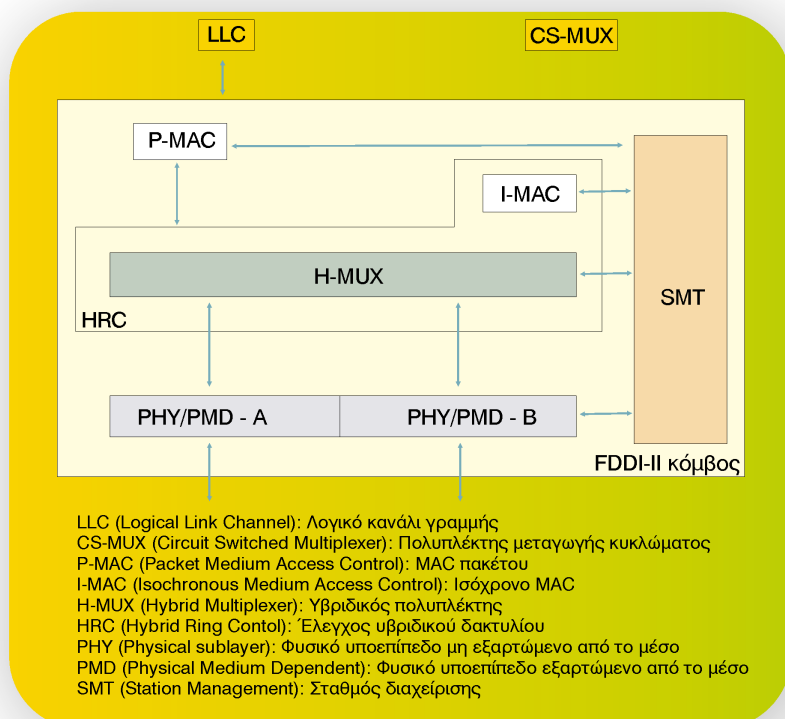 LLC
CS-MUX
P-MAC
I-MAC
H-MUX
HRC
SMT
PHY/PMD - A
PHY/PMD - B
FDDI-II κόμβος
LLC (Logical Link Channel): Λογικό κανάλι γραμμής
CS-MUX (Circuit Switched Multiplexer): Πολυπλέκτης μεταγωγής κυκλώματος
P-MAC (Packet Medium Access Control): MAC πακέτου
I-MAC (Isochronous Medium Access Control): Ισόχρονο MAC
H-MUX (Hybrid Multiplexer): Υβριδικός πολυπλέκτης
HRC (Hybrid Ring Contol): Έλεγχος υβριδικού δακτυλίου
PHY (Physical sublayer): Φυσικό υποεπίπεδο μη εξαρτώμενο από το μέσο
PMD (Physical Medium Dependent): Φυσικό υποεπίπεδο εξαρτώμενο από το μέσο
SMT (Station Management): Σταθμός διαχείρισης